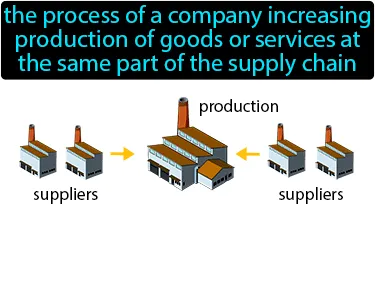 the process of a company increasing
production of goods or services at
the same part of the supply chain
production
suppliers
suppliers